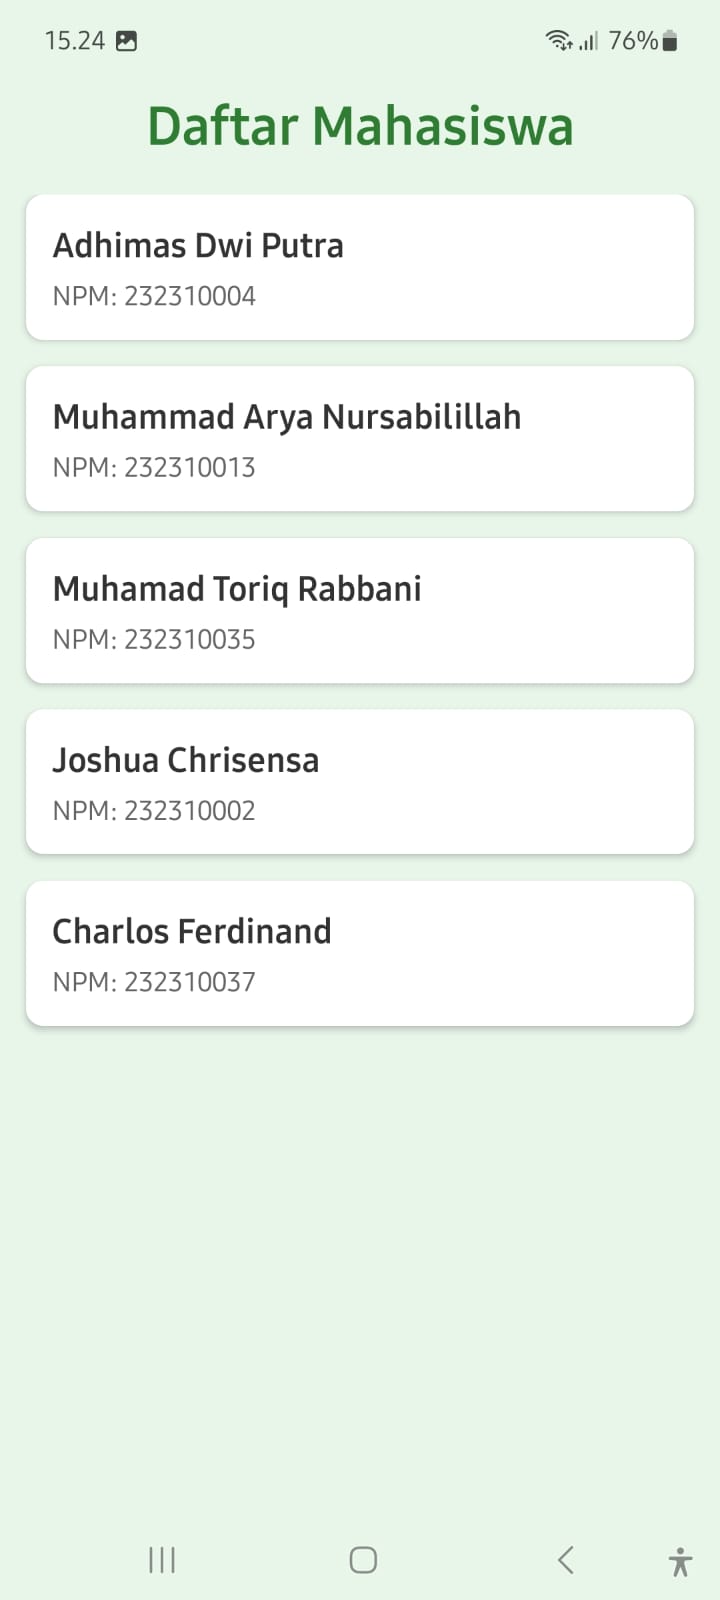 15.24
76%
Daftar Mahasiswa
Adhimas Dwi Putra
NPM: 232310004
Muhammad Arya Nursabilillah
NPM: 232310013
Muhamad Toriq Rabbani
NPM: 232310035
Joshua Chrisensa
NPM: 232310002
Charlos Ferdinand
NPM: 232310037